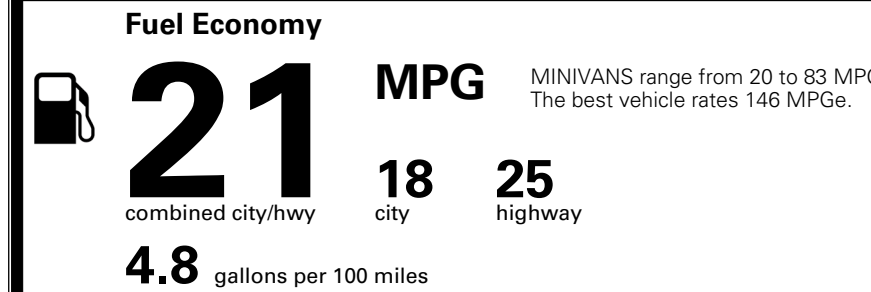 Fuel Economy
21 MPG
MINIVANS range from 20 to 83
The best vehicle rates 146 MPGe.
18 25
combined city/hwy city highway
4.8 gallons per 100 miles